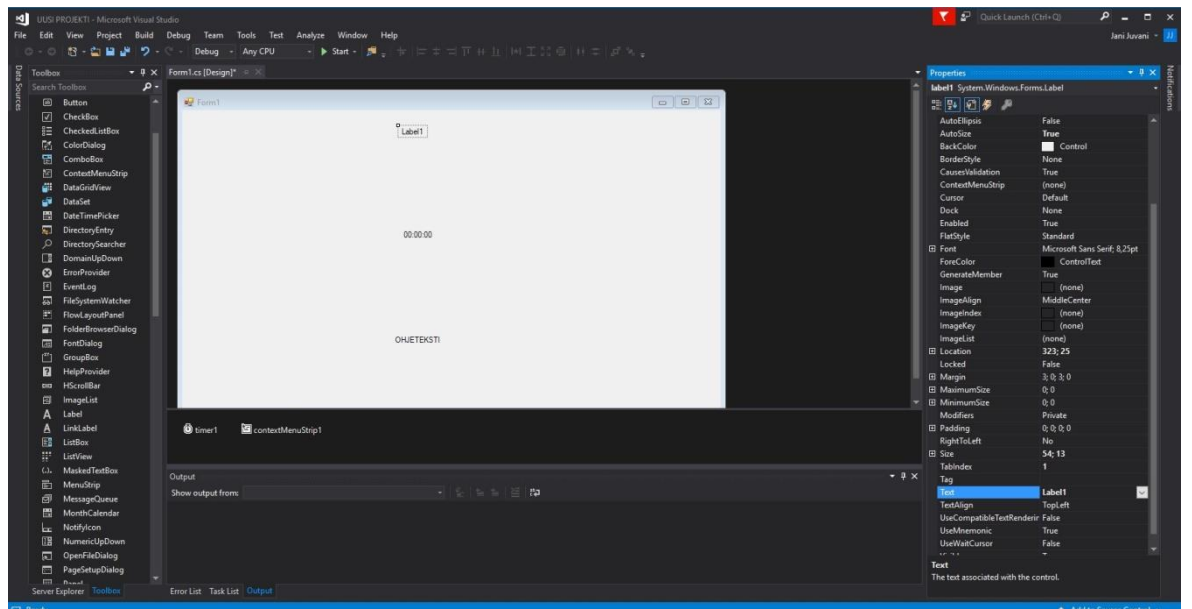 UUSI PROJEKTI - Microsoft Visual Studio
Quick Launch (Ctrl+Q)
File Edit View Project Build Debug Team Tools Test Analyze Window Help
Jani Juvani
JJ
Debug Any CPU Start
Data Sources
Toolbox
Search Toolbox
Button
CheckBox
CheckedListBox
ColorDialog
ComboBox
ContextMenuStrip
DataGridView
DataSet
DateTimePicker
DirectoryEntry
DirectorySearcher
DomainUpDown
ErrorProvider
EventLog
FileSystemWatcher
FlowLayoutPanel
FolderBrowserDialog
FontDialog
GroupBox
HelpProvider
HScrollBar
ImageList
Label
LinkLabel
ListBox
ListView
MaskedTextBox
MenuStrip
MessageQueue
MonthCalendar
NotifyIcon
NumericUpDown
OpenFileDialog
PageSetupDialog
Panel
Server Explorer Toolbox
Form1.cs [Design]*
Form1
Label1
00:00:00
OHJETEKSTI
timer1 contextMenuStrip1
Output
Show output from:
Error List Task List Output
Properties
label1 System.Windows.Forms.Label
AutoEllipsis False
AutoSize True
BackColor Control
BorderStyle None
CausesValidation True
ContextMenuStrip (none)
Cursor Default
Dock None
Enabled True
FlatStyle Standard
Font Microsoft Sans Serif; 8,25pt
ForeColor ControlText
GenerateMember True
Image (none)
ImageAlign MiddleCenter
ImageIndex (none)
ImageKey (none)
ImageList (none)
Location 323; 25
Locked False
Margin 3; 0; 3; 0
MaximumSize 0; 0
MinimumSize 0; 0
Modifiers Private
Padding 0; 0; 0; 0
RightToLeft No
Size 54; 13
TabIndex 1
Tag
Text Label1
TextAlign TopLeft
UseCompatibleTextRenderir False
UseMnemonic True
UseWaitCursor False
Text
The text associated with the control.
Notifications